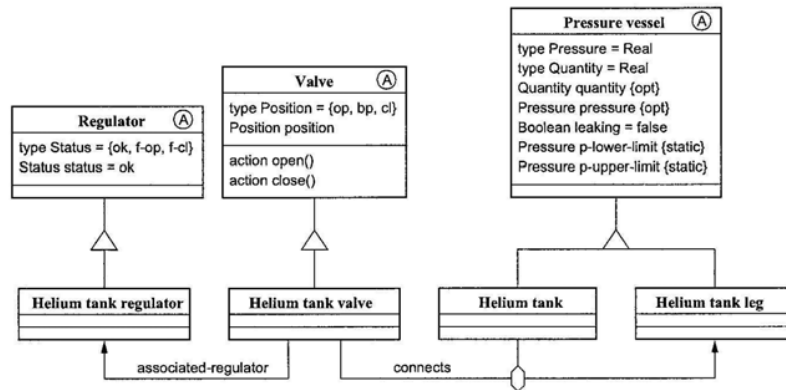 Pressure vessel
A
type Pressure = Real
type Quantity = Real
Quantity quantity {opt}
Pressure pressure {opt}
Boolean leaking = false
Pressure p-lower-limit {static}
Pressure p-upper-limit {static}
Valve
A
type Position = {op, bp, cl}
Position position
action open()
action close()
Regulator
A
type Status = {ok, f-op, f-cl}
Status status = ok
Helium tank regulator
Helium tank valve
Helium tank
Helium tank leg
associated-regulator
connects